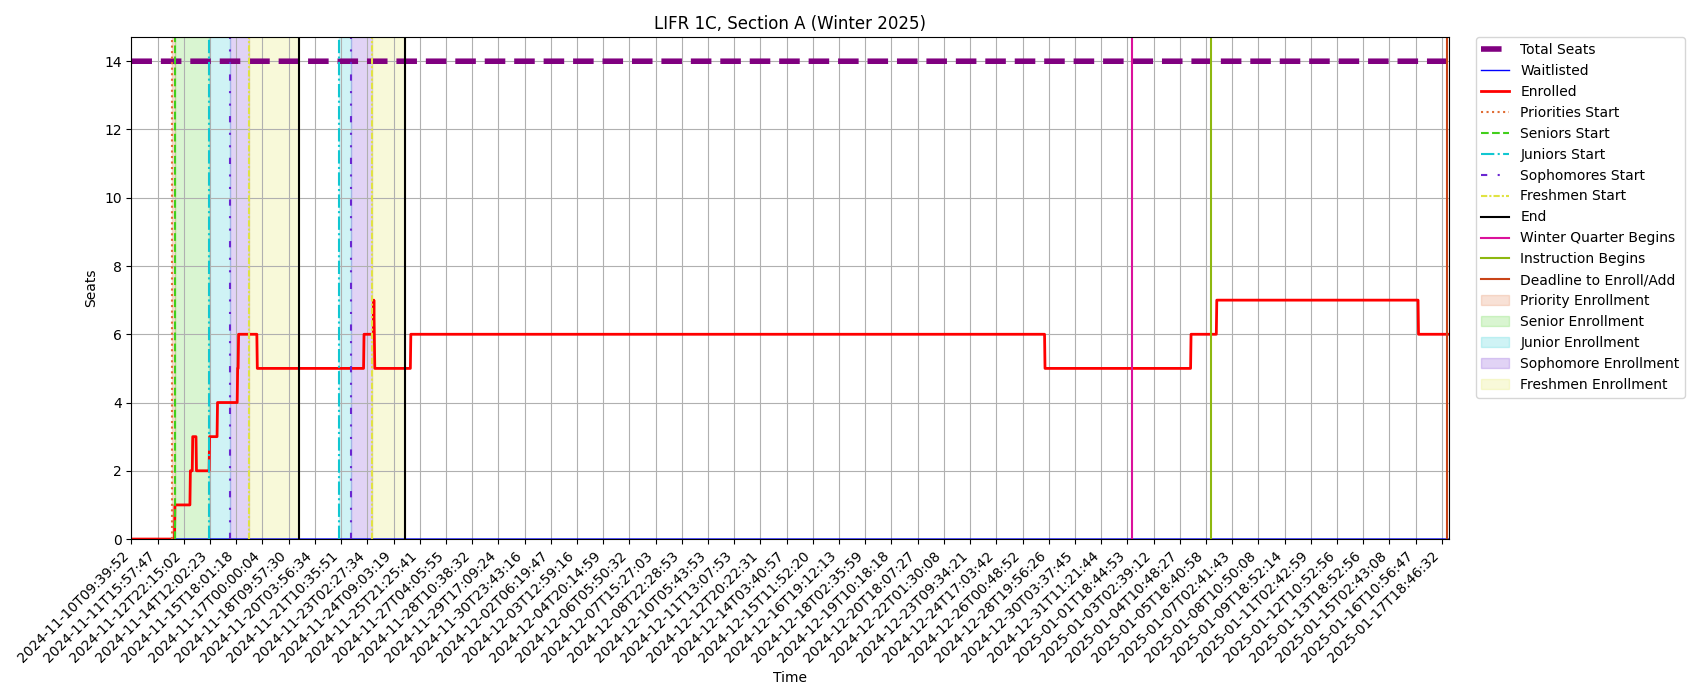 LIFR 1C, Section A (Winter 2025)
Seats
14
12
10
8
6
4
2
0
2024-11-10T09:39:52
2024-11-11T15:57:47
2024-11-12T22:15:02
2024-11-14T12:02:23
2024-11-15T18:01:18
2024-11-17T00:00:04
2024-11-18T09:57:30
2024-11-20T03:56:34
2024-11-21T10:35:51
2024-11-23T02:27:34
2024-11-24T09:03:19
2024-11-25T21:25:41
2024-11-27T04:05:55
2024-11-28T10:38:32
2024-11-29T17:09:24
2024-11-30T23:43:16
2024-12-02T06:19:47
2024-12-03T12:59:16
2024-12-04T20:14:59
2024-12-06T05:50:32
2024-12-07T15:27:03
2024-12-08T22:28:53
2024-12-10T05:43:53
2024-12-11T13:07:53
2024-12-12T20:22:31
2024-12-14T03:40:57
2024-12-15T11:52:20
2024-12-16T19:12:13
2024-12-18T02:35:59
2024-12-19T10:18:18
2024-12-20T18:07:27
2024-12-22T01:30:08
2024-12-23T09:34:21
2024-12-24T17:03:42
2024-12-26T00:48:52
2024-12-28T19:56:26
2024-12-30T03:37:45
2024-12-31T11:21:44
2025-01-01T18:44:53
2025-01-03T02:39:12
2025-01-04T10:48:27
2025-01-05T18:40:58
2025-01-07T02:41:43
2025-01-08T10:50:08
2025-01-09T18:52:14
2025-01-11T02:42:59
2025-01-12T10:52:56
2025-01-13T18:52:56
2025-01-15T02:43:08
2025-01-16T10:56:47
2025-01-17T18:46:32
Time
Total Seats
Waitlisted
Enrolled
Priorities Start
Seniors Start
Juniors Start
Sophomores Start
Freshmen Start
End
Winter Quarter Begins
Instruction Begins
Deadline to Enroll/Add
Priority Enrollment
Senior Enrollment
Junior Enrollment
Sophomore Enrollment
Freshmen Enrollment